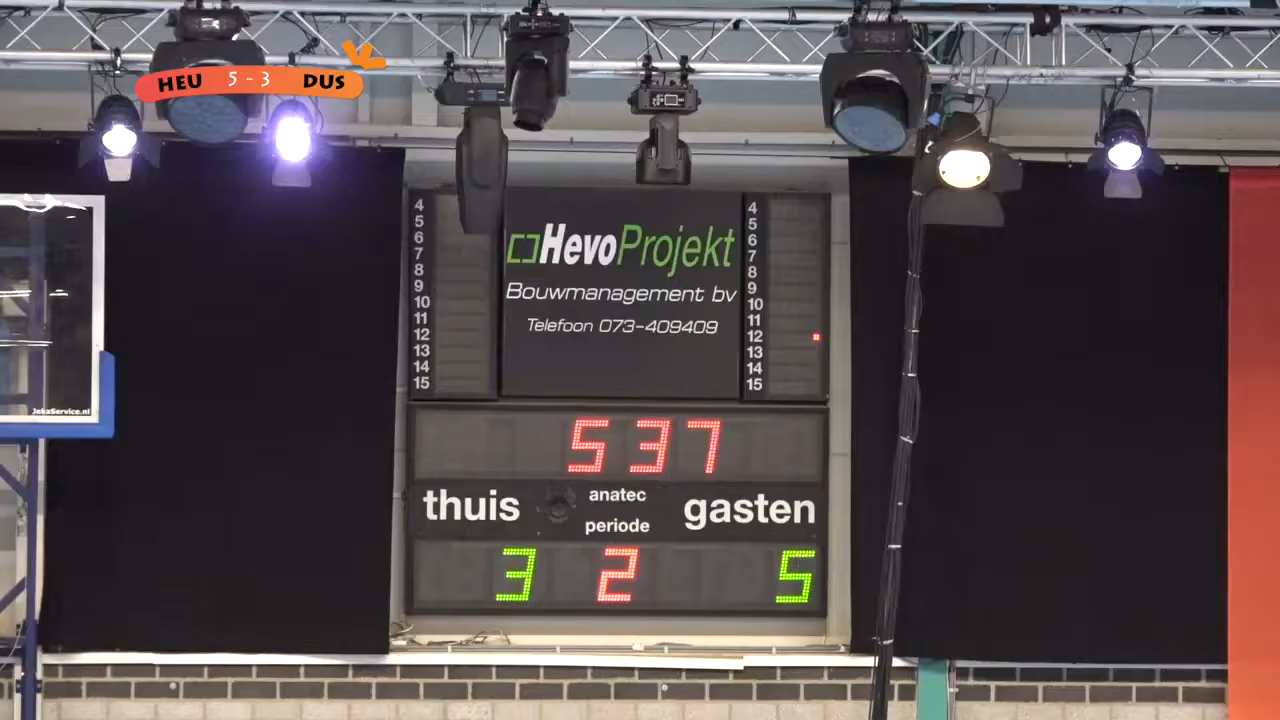 HEU 5 - 3 DUS
4 4
5 5
6 6
7 7
8 8
9 9
10 10
11 11
12 12
13 13
14 14
15 15
HevoProjekt
Bouwmanagement bv
Telefoon 073-409409
JekaService.nl
5 37
thuis anatec gasten
periode
3 2 5